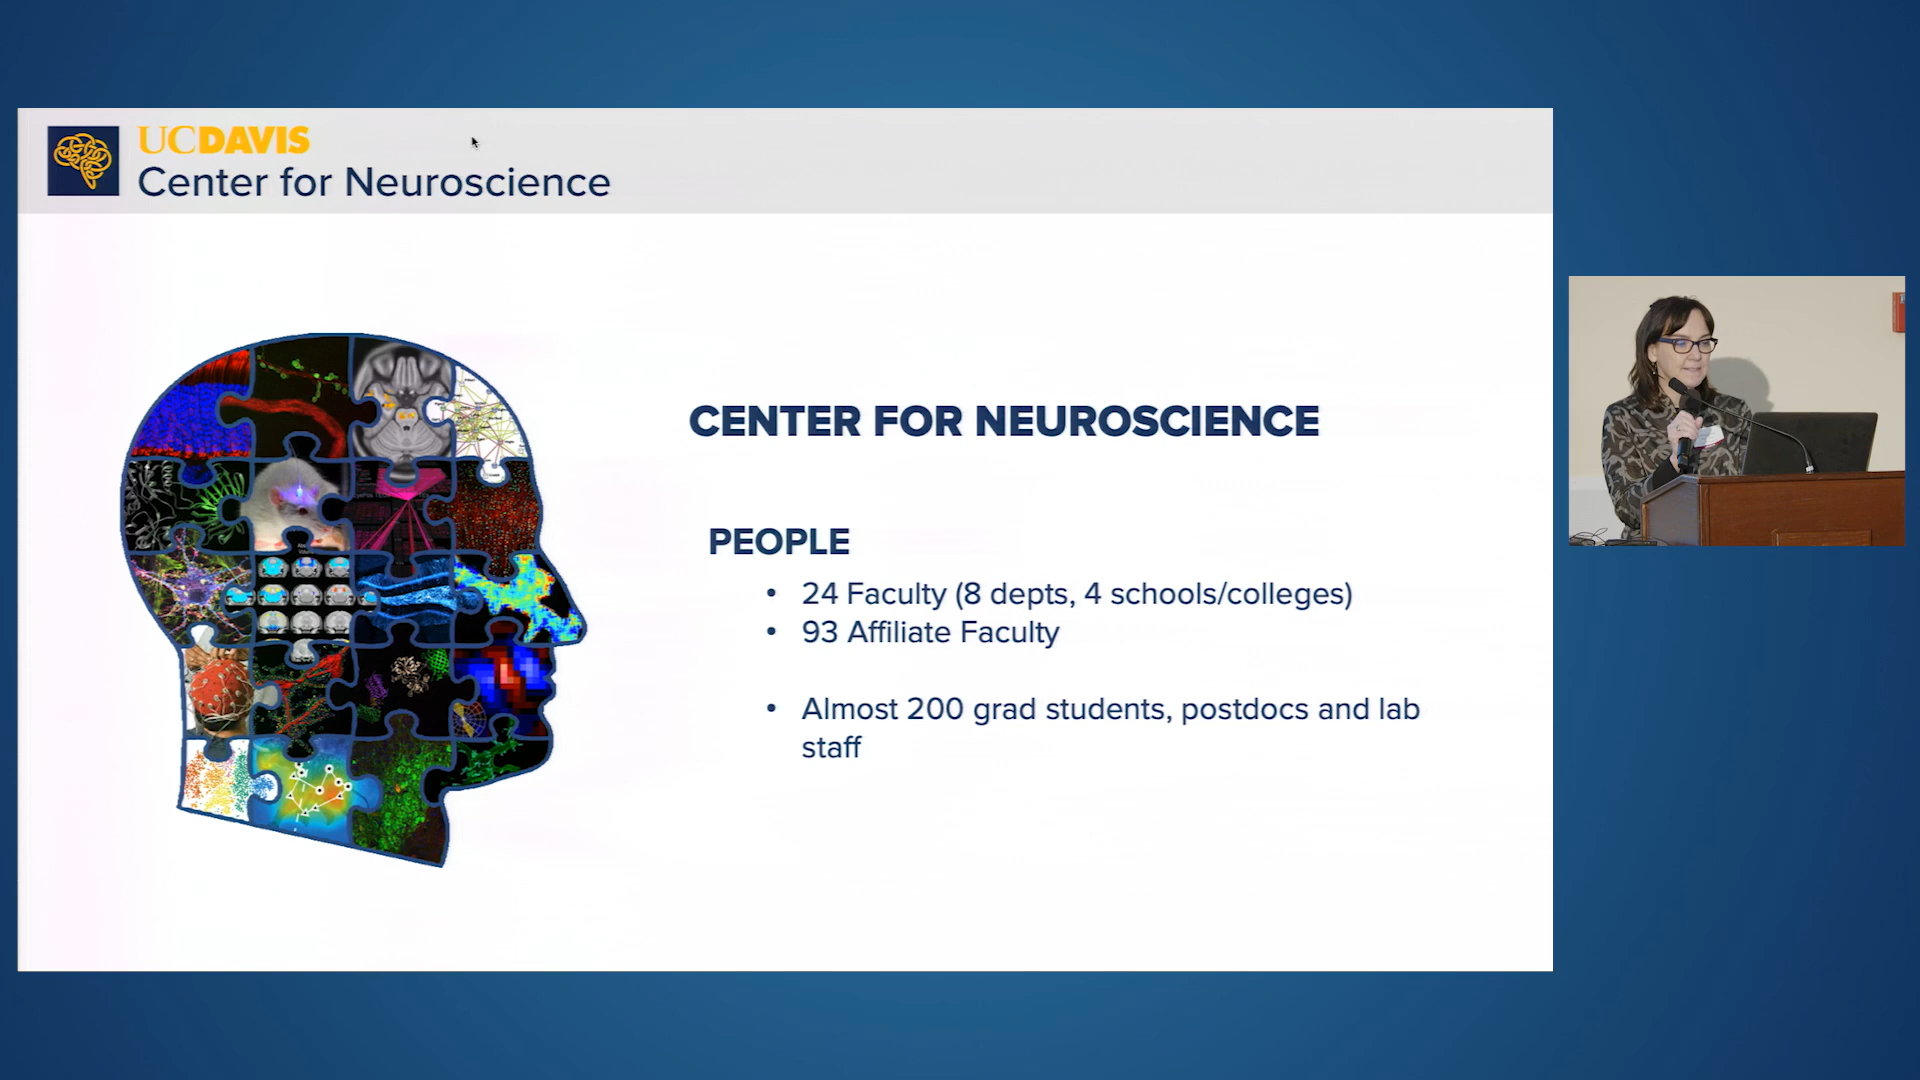 UCDAVIS
Center for Neuroscience
CENTER FOR NEUROSCIENCE
PEOPLE
• 24 Faculty (8 depts, 4 schools/colleges)
• 93 Affiliate Faculty
• Almost 200 grad students, postdocs and lab
staff